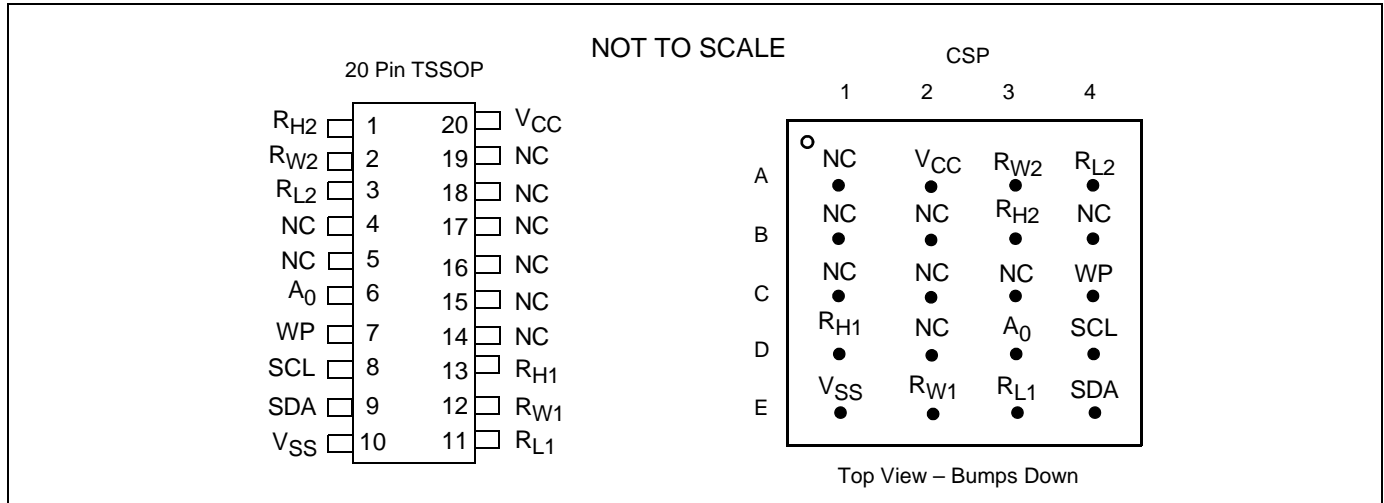 NOT TO SCALE
20 Pin TSSOP
RH2 1 20 VCC
RW2 2 19 NC
RL2 3 18 NC
NC 4 17 NC
NC 5 16 NC
A0 6 15 NC
WP 7 14 NC
SCL 8 13 RH1
SDA 9 12 RW1
VSS 10 11 RL1
CSP
1 2 3 4
A NC VCC RW2 RL2
B NC NC RH2 NC
C NC NC NC WP
D RH1 NC A0 SCL
E VSS RW1 RL1 SDA
Top View – Bumps Down